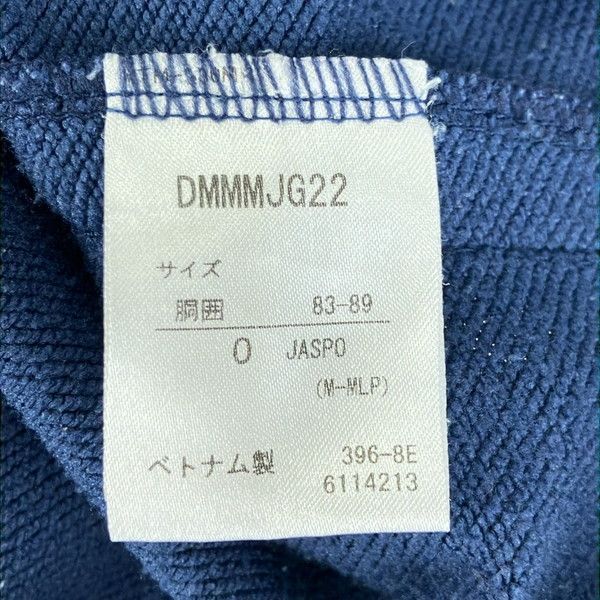 DMMMJG22
サイズ
胴囲 83-89
O JASPO
(M-MLP)
ベトナム製 396-8E
6114213